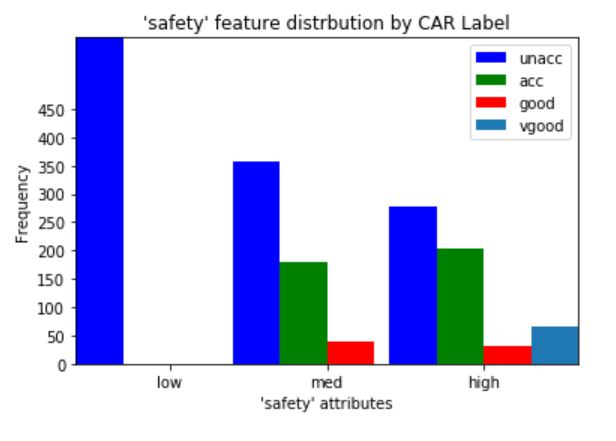 'safety' feature distrbution by CAR Label
unacc
acc
good
vgood
450
400
350
300
250
200
150
100
50
0
Frequency
low med high
'safety' attributes